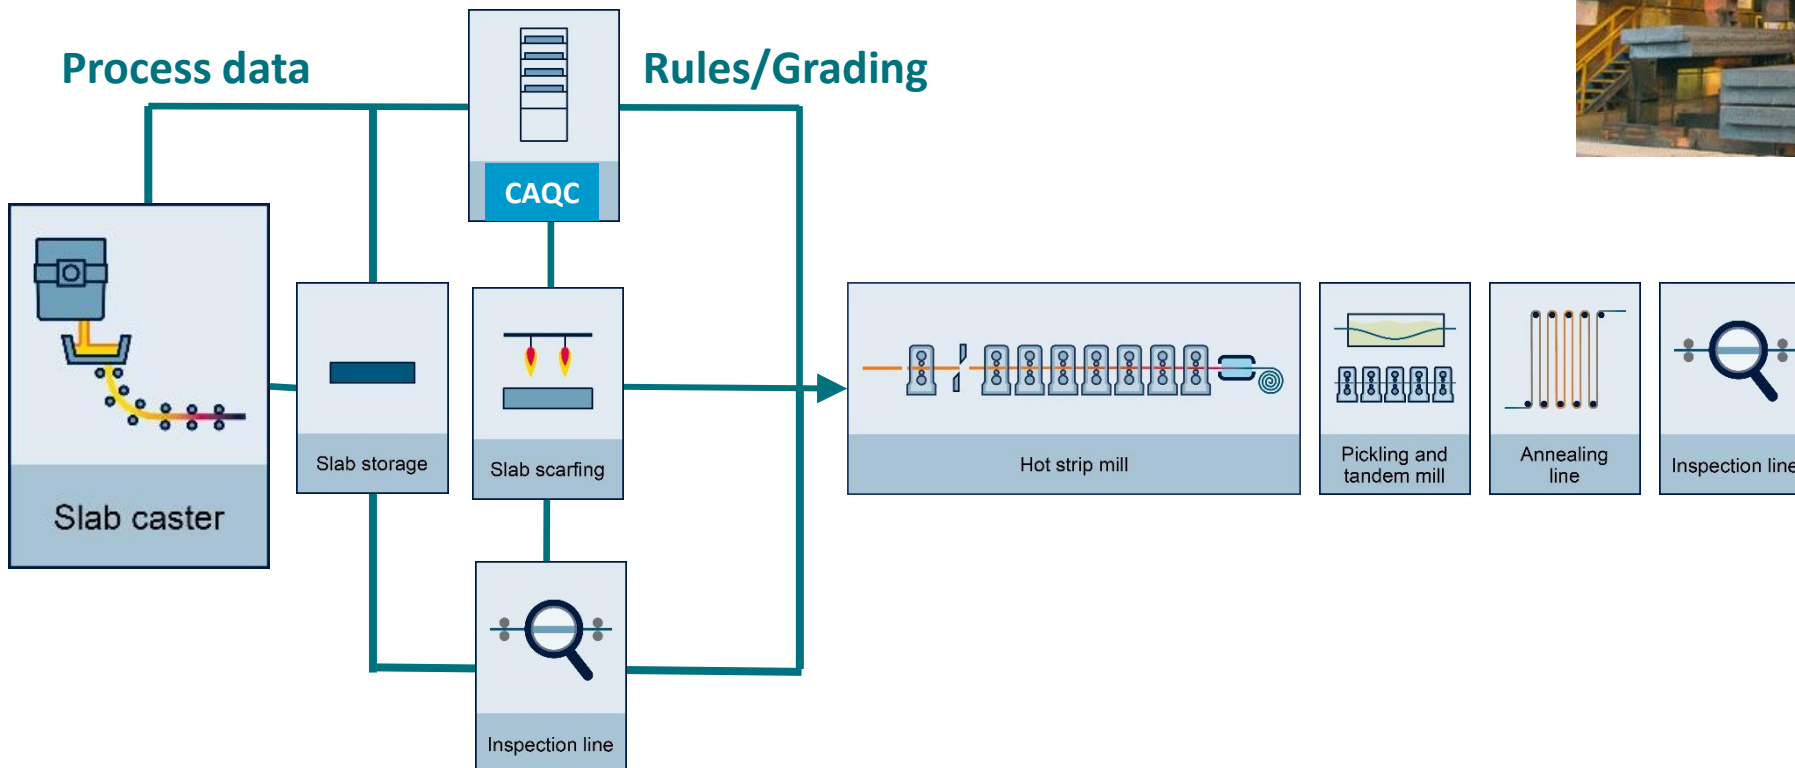 Process data
Rules/Grading
CAQC
Slab caster
Slab storage
Slab scarfing
Hot strip mill
Pickling and
tandem mill
Annealing
line
Inspection line
Inspection line